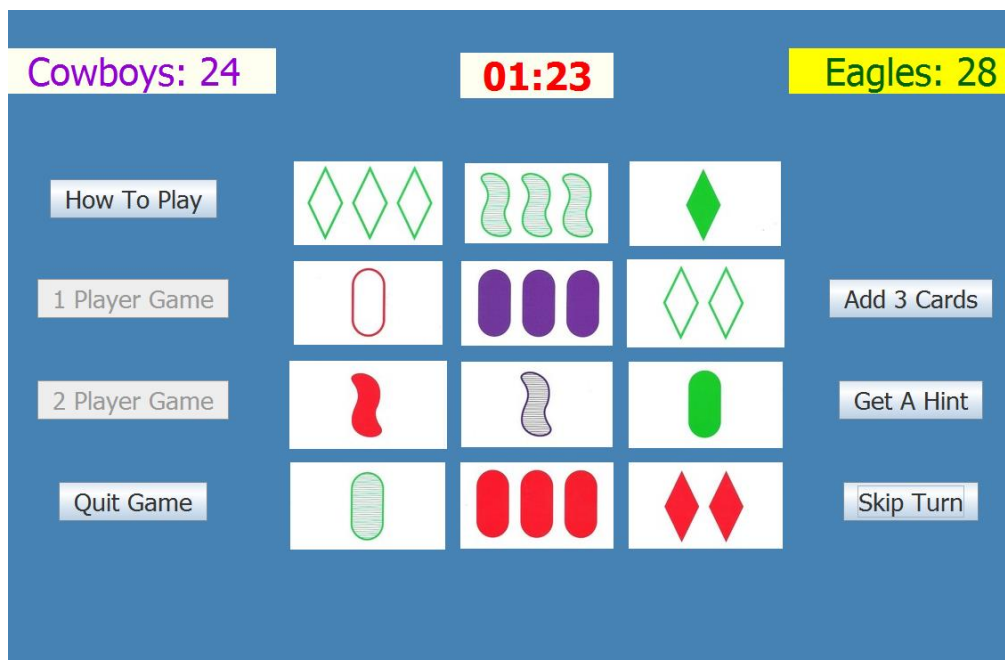 Cowboys: 24
01:23
Eagles: 28
How To Play
1 Player Game
Add 3 Cards
2 Player Game
Get A Hint
Quit Game
Skip Turn